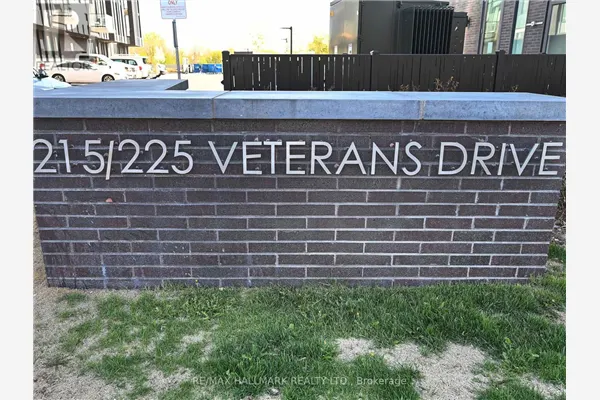 215/225 VETERANS DRIVE
RE/MAX HALLMARK REALTY LTD., Brokerage